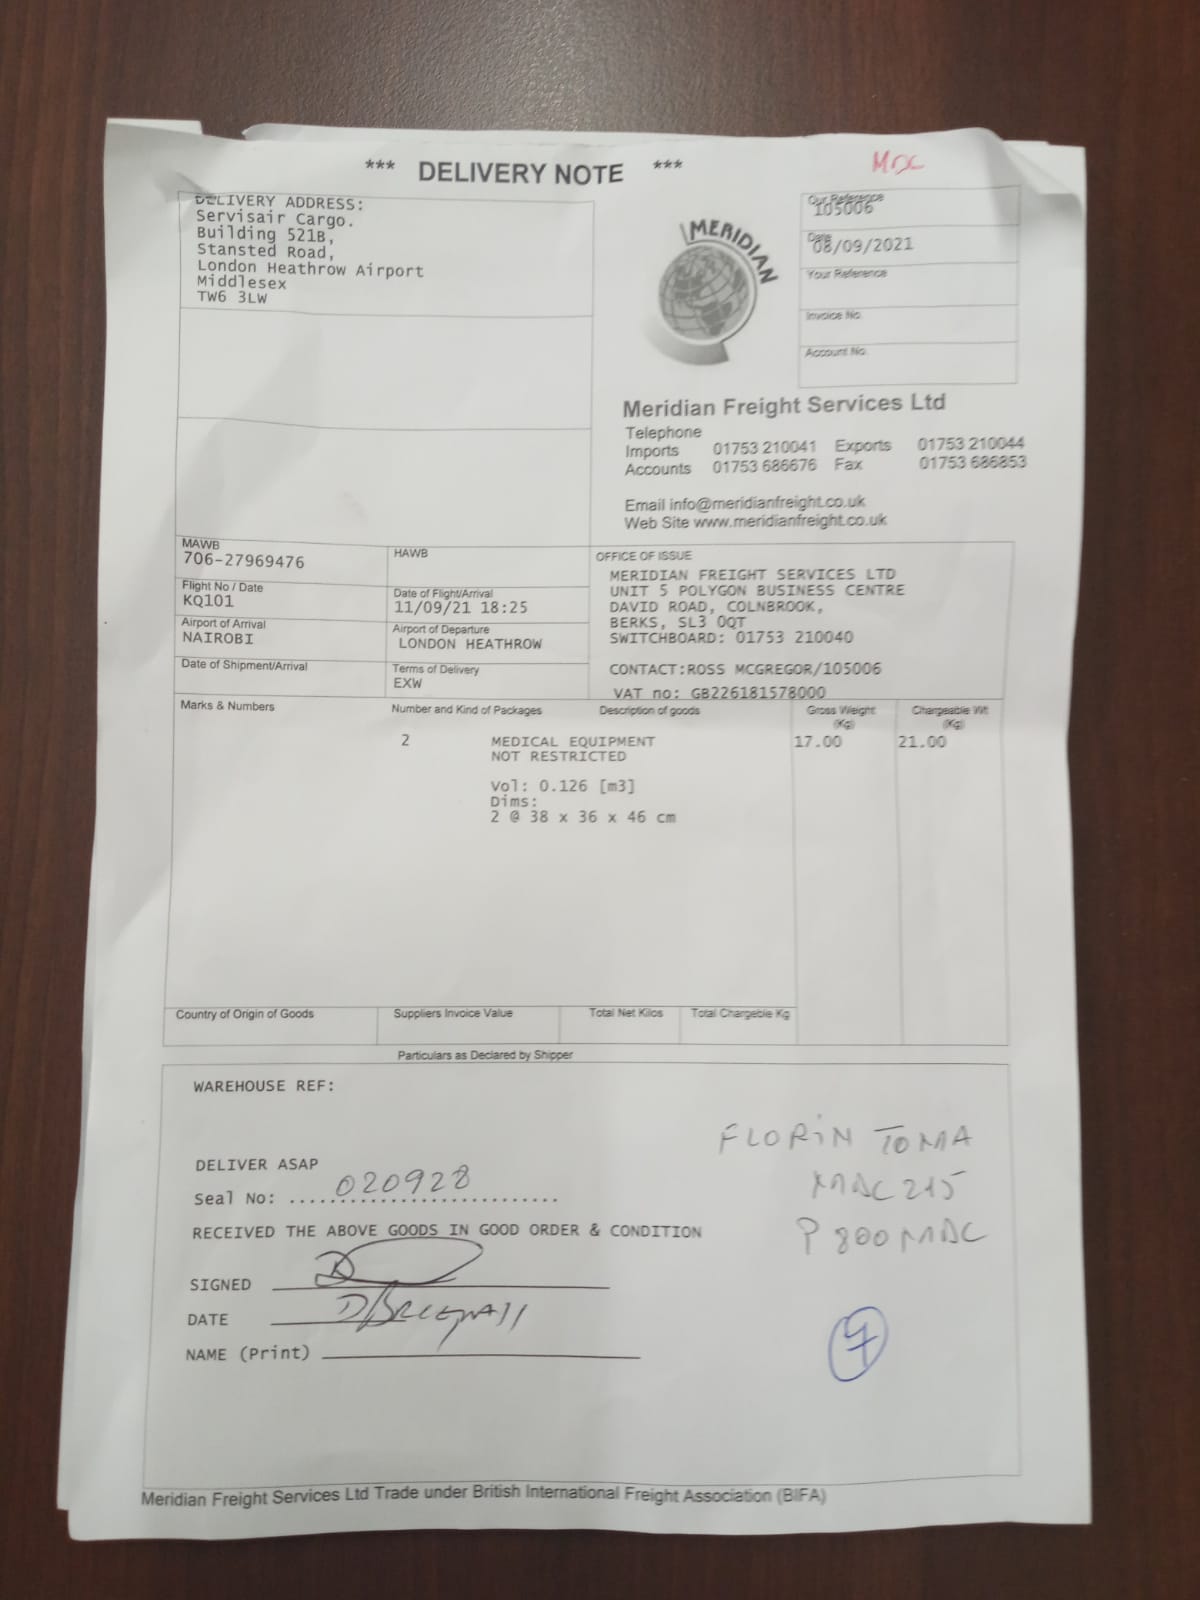 *** DELIVERY NOTE ***
MDC
DELIVERY ADDRESS:
Servisair Cargo.
Building 521B,
Stansted Road,
London Heathrow Airport
Middlesex
TW6 3LW
MERIDIAN
Our Reference
105006
Date
08/09/2021
Your Reference
Invoice No.
Account No.
Meridian Freight Services Ltd
Telephone
Imports 01753 210041 Exports 01753 210044
Accounts 01753 686676 Fax 01753 686853
Email info@meridianfreight.co.uk
Web Site www.meridianfreight.co.uk
MAWB
706-27969476
HAWB
Flight No / Date
KQ101
Date of Flight/Arrival
11/09/21 18:25
Airport of Arrival
NAIROBI
Airport of Departure
LONDON HEATHROW
Date of Shipment/Arrival
Terms of Delivery
EXW
OFFICE OF ISSUE
MERIDIAN FREIGHT SERVICES LTD
UNIT 5 POLYGON BUSINESS CENTRE
DAVID ROAD, COLNBROOK,
BERKS, SL3 0QT
SWITCHBOARD: 01753 210040
CONTACT:ROSS MCGREGOR/105006
VAT no: GB226181578000
Marks & Numbers Number and Kind of Packages Description of goods Gross Weight (Kg) Chargeable Wt (Kg)
2 MEDICAL EQUIPMENT 17.00 21.00
NOT RESTRICTED
Vol: 0.126 [m3]
Dims:
2 @ 38 x 36 x 46 cm
Country of Origin of Goods Suppliers Invoice Value Total Net Kilos Total Chargeble Kg
Particulars as Declared by Shipper
WAREHOUSE REF:
FLORIN TOMA
DELIVER ASAP
Seal No: 020928
P800MDC
RECEIVED THE ABOVE GOODS IN GOOD ORDER & CONDITION
SIGNED
DATE
NAME (Print)
Meridian Freight Services Ltd Trade under British International Freight Association (BIFA)